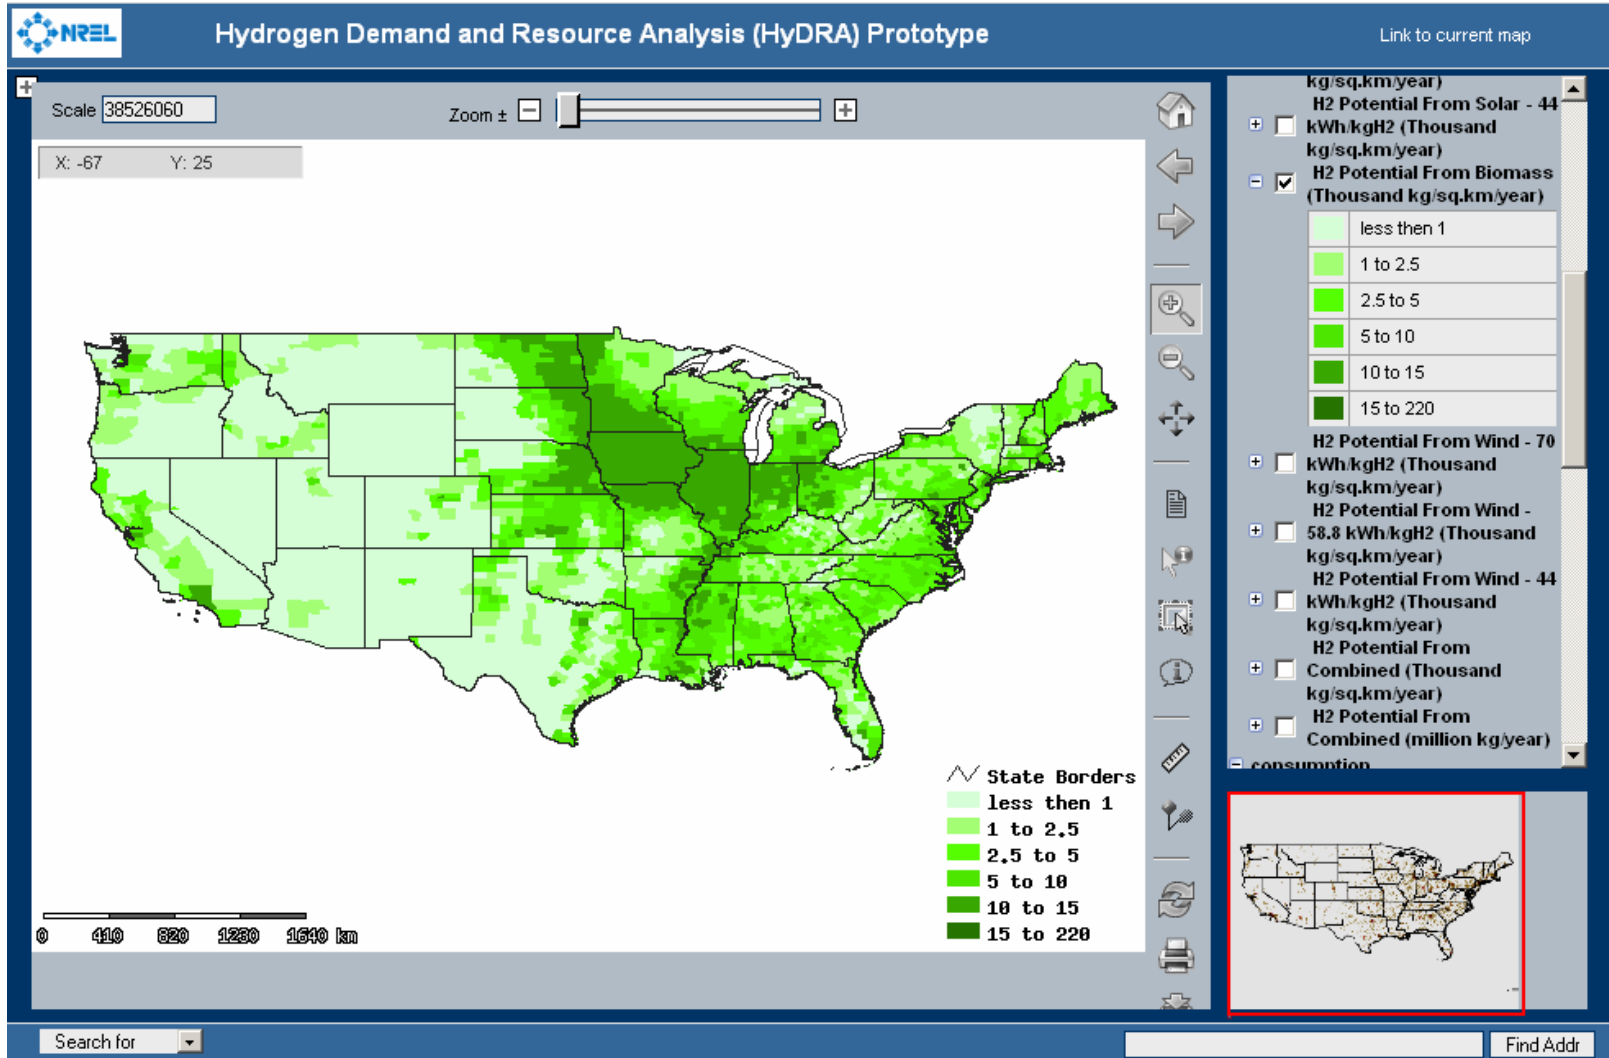 NREL
Hydrogen Demand and Resource Analysis (HyDRA) Prototype
Link to current map
Scale 38526060
Zoom ±
X: -67 Y: 25
State Borders
less then 1
1 to 2.5
2.5 to 5
5 to 10
10 to 15
15 to 220
0 410 820 1230 1640 km
kg/sq.km/year)
H2 Potential From Solar - 44
kWh/kgH2 (Thousand
kg/sq.km/year)
H2 Potential From Biomass
(Thousand kg/sq.km/year)
less then 1
1 to 2.5
2.5 to 5
5 to 10
10 to 15
15 to 220
H2 Potential From Wind - 70
kWh/kgH2 (Thousand
kg/sq.km/year)
H2 Potential From Wind -
58.8 kWh/kgH2 (Thousand
kg/sq.km/year)
H2 Potential From Wind - 44
kWh/kgH2 (Thousand
kg/sq.km/year)
H2 Potential From
Combined (Thousand
kg/sq.km/year)
H2 Potential From
Combined (million kg/year)
consumption
Search for
Find Addr